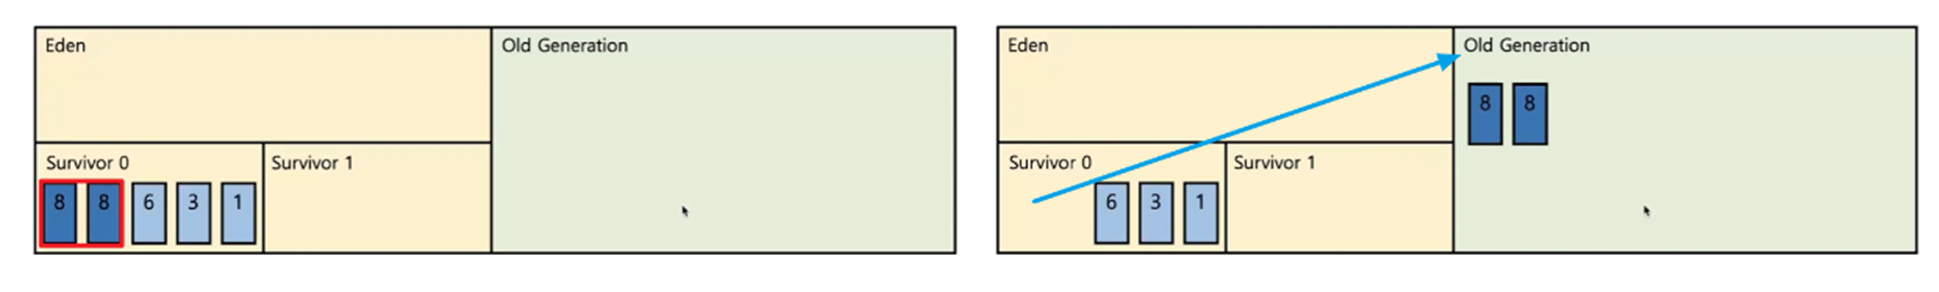 Eden
Old Generation
Survivor 0
Survivor 1
8 8 6 3 1
Eden
Old Generation
8 8
Survivor 0
Survivor 1
6 3 1